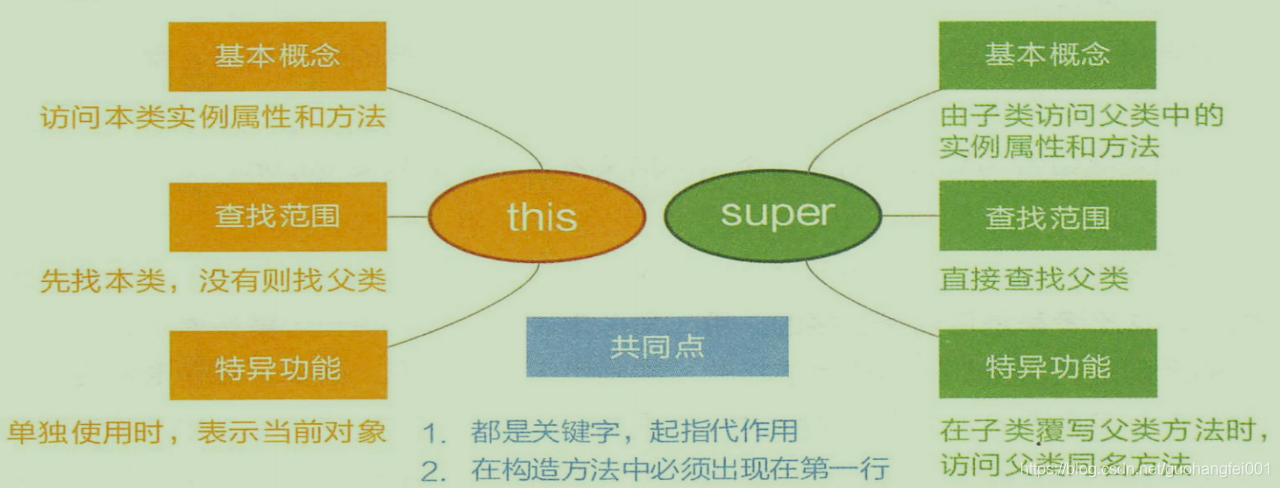 基本概念
访问本类实例属性和方法
查找范围
先找本类，没有则找父类
特异功能
单独使用时，表示当前对象
this
super
基本概念
由子类访问父类中的
实例属性和方法
查找范围
直接查找父类
特异功能
在子类覆写父类方法时，
访问父类同名方法
共同点
1. 都是关键字，起指代作用
2. 在构造方法中必须出现在第一行
https://blog.csdn.net/guohangfei001